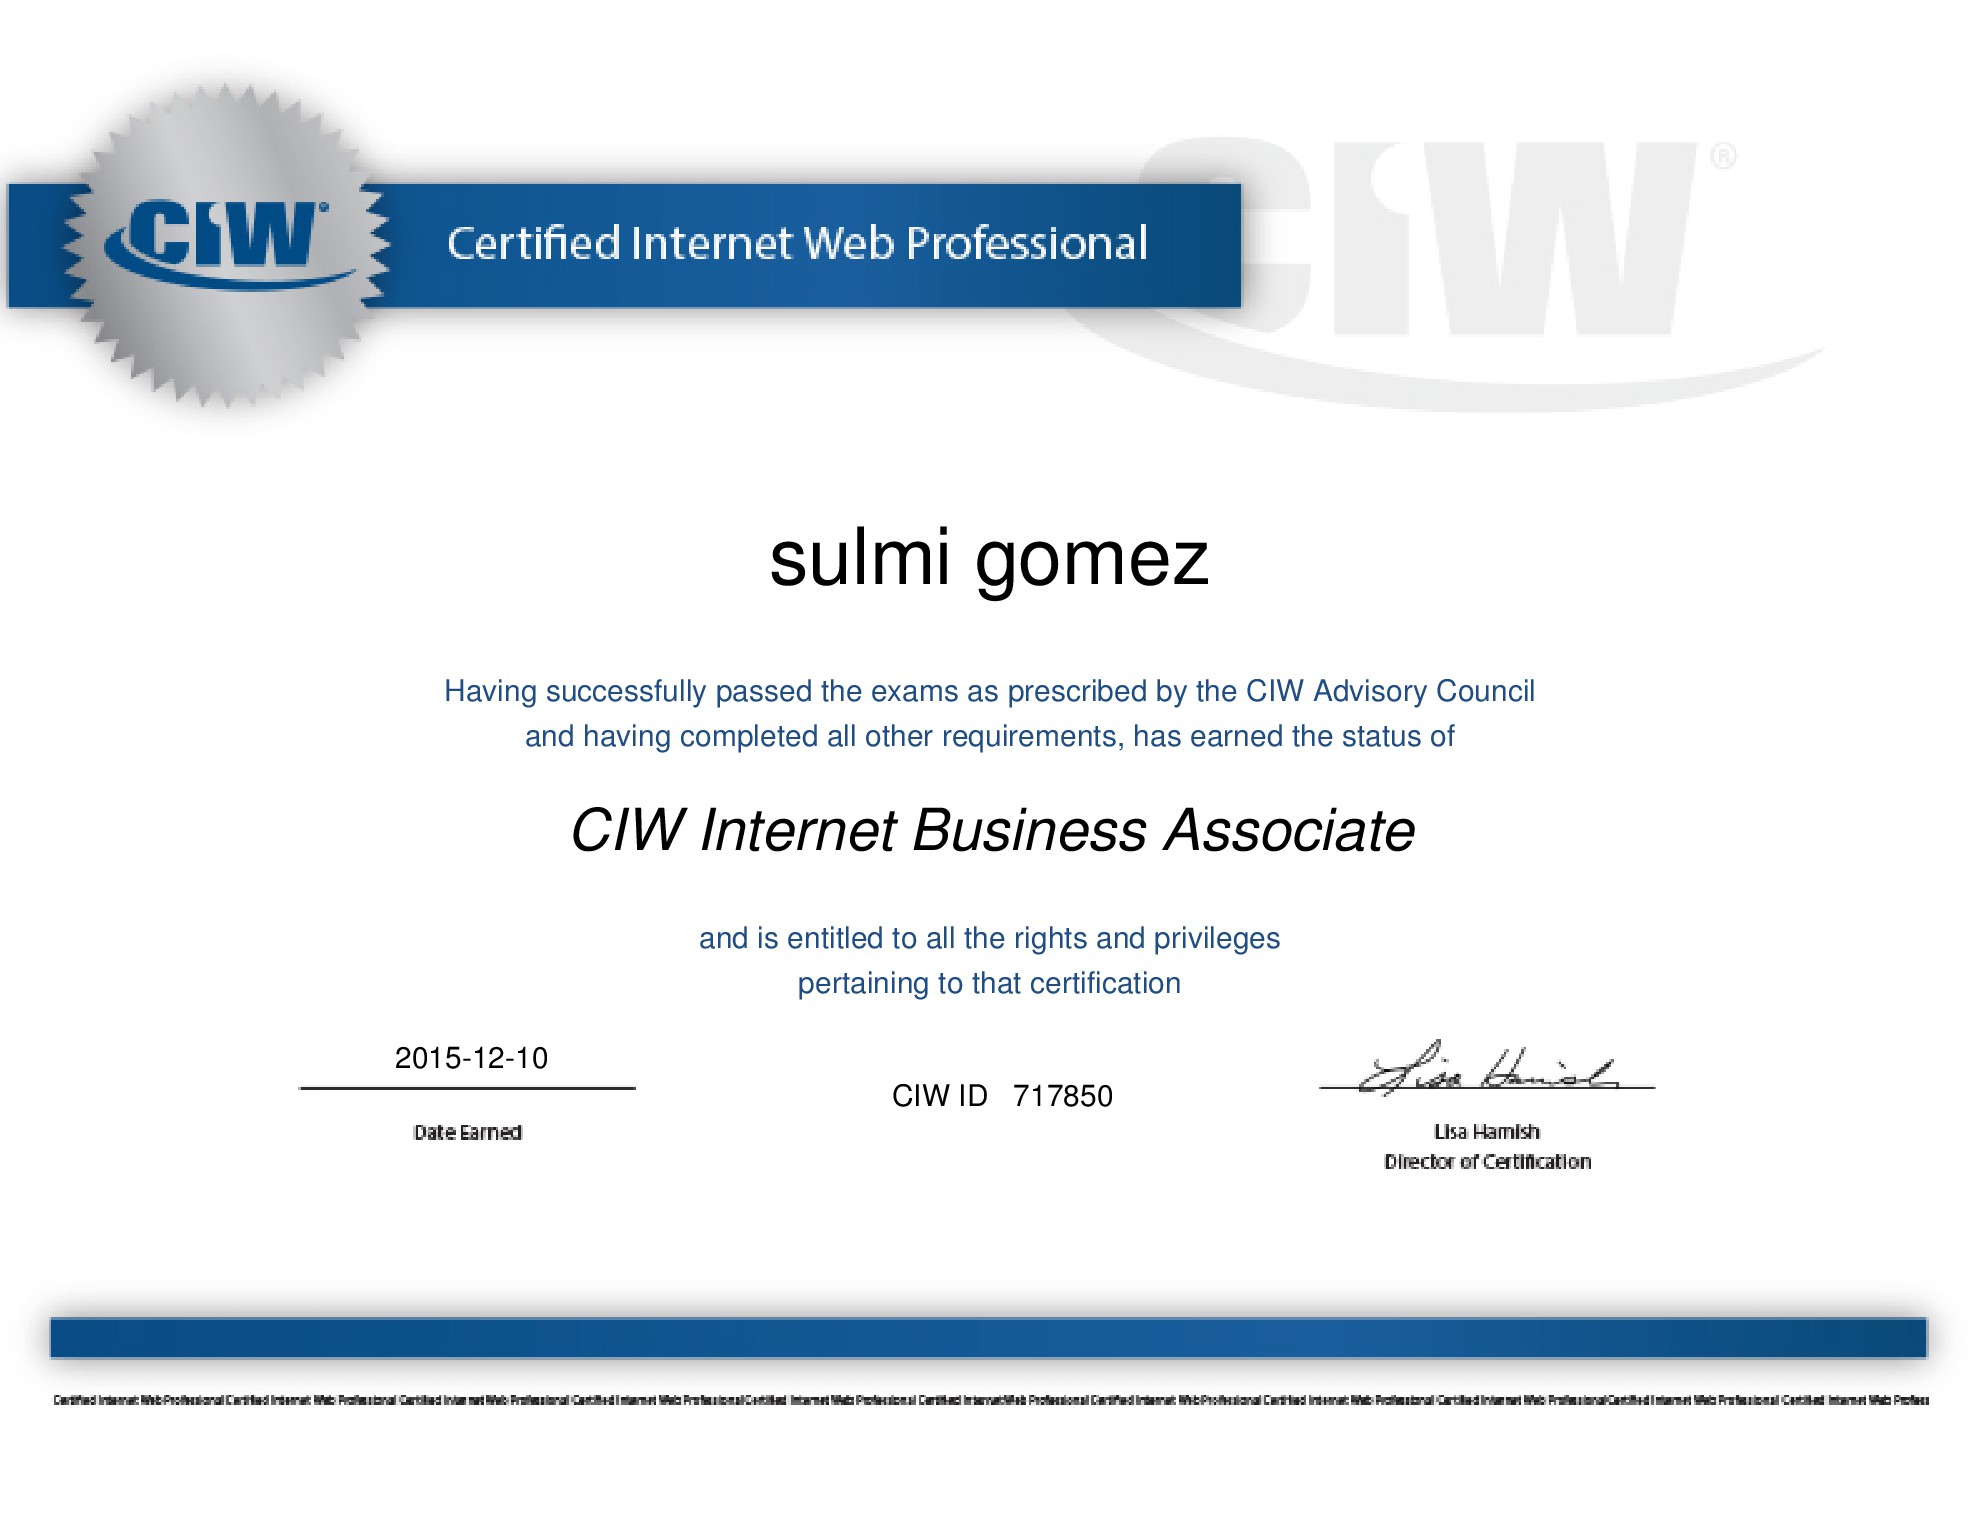 CIW®
CIW®
Certified Internet Web Professional
sulmi gomez
Having successfully passed the exams as prescribed by the CIW Advisory Council
and having completed all other requirements, has earned the status of
CIW Internet Business Associate
and is entitled to all the rights and privileges
pertaining to that certification
2015-12-10
Date Earned
CIW ID 717850
Lisa Hamish
Lisa Hamish
Director of Certification
Certified Internet Web Professional Certified Internet Web Professional Certified Internet Web Professional Certified Internet Web Professional Certified Internet Web Professional Certified Internet Web Professional Certified Internet Web Professional Certified Internet Web Professional Certified Internet Web Professional Certified Internet Web Professional Certified Internet Web Profess